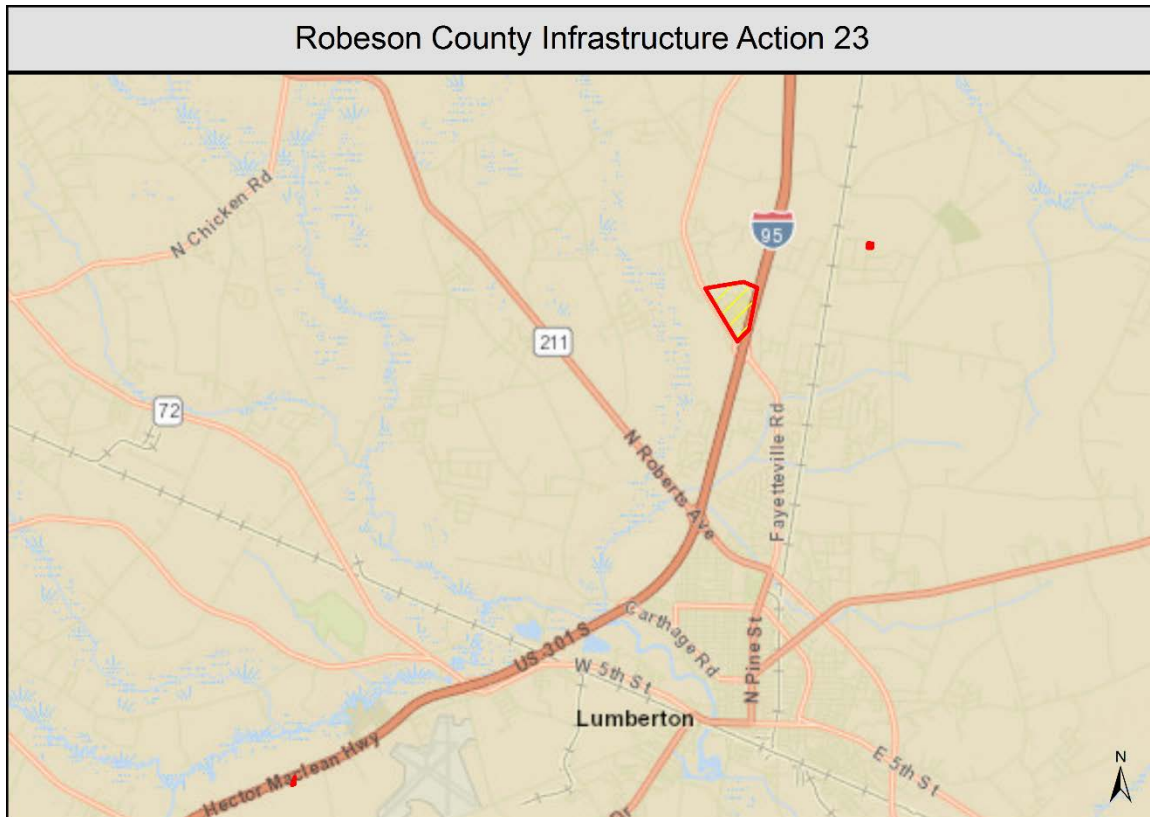 Robeson County Infrastructure Action 23
N Chicken Rd
95
211
72
N Roberts Ave
Fayetteville Rd
Carthage Rd
US-301 S
N Pine St
W 5th St
Lumberton
Hector Maclean Hwy
E 5th St
N